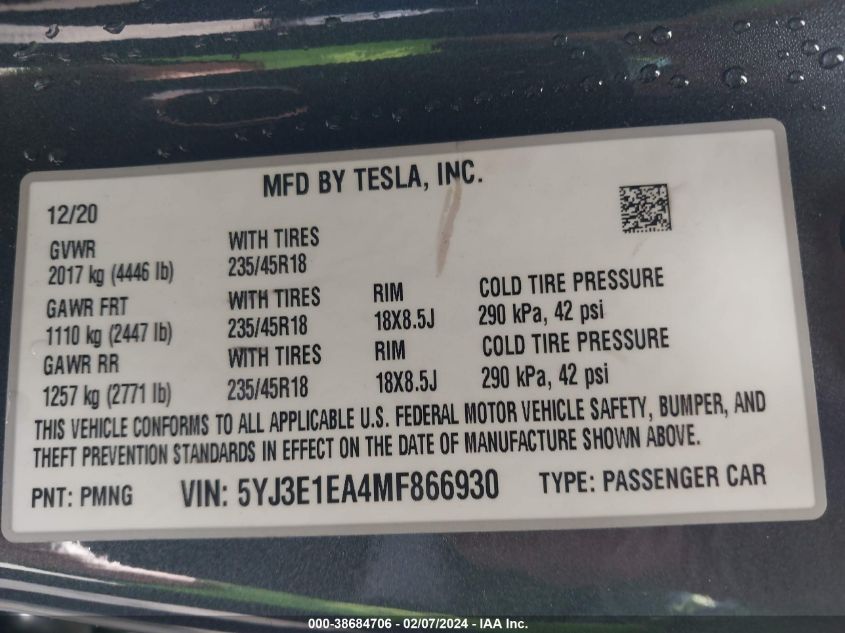 MFD BY TESLA, INC.
12/20
GVWR WITH TIRES
2017 kg (4446 lb) 235/45R18
GAWR FRT WITH TIRES RIM COLD TIRE PRESSURE
1110 kg (2447 lb) 235/45R18 18X8.5J 290 kPa, 42 psi
GAWR RR WITH TIRES RIM COLD TIRE PRESSURE
1257 kg (2771 lb) 235/45R18 18X8.5J 290 kPa, 42 psi
THIS VEHICLE CONFORMS TO ALL APPLICABLE U.S. FEDERAL MOTOR VEHICLE SAFETY, BUMPER, AND
THEFT PREVENTION STANDARDS IN EFFECT ON THE DATE OF MANUFACTURE SHOWN ABOVE.
PNT: PMNG VIN: 5YJ3E1EA4MF866930 TYPE: PASSENGER CAR
000-38684706 - 02/07/2024 - IAA Inc.